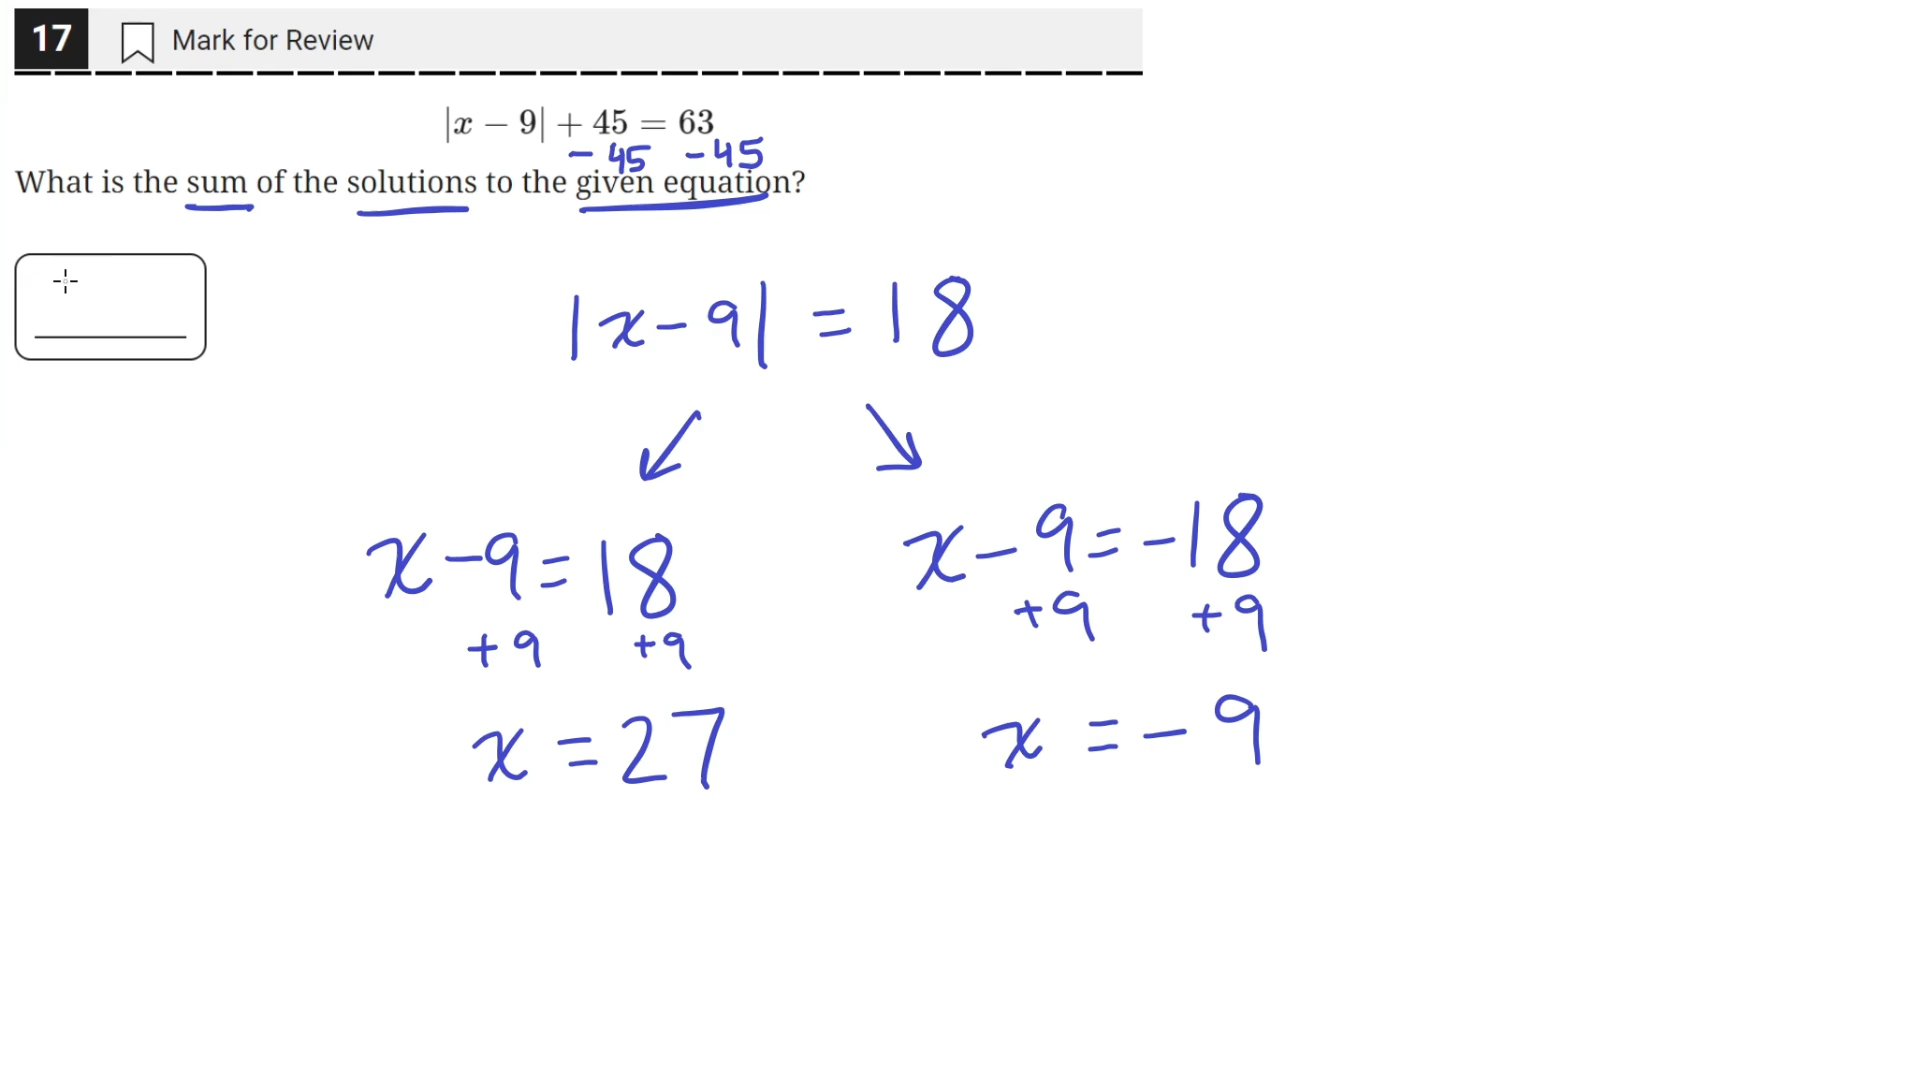 17 Mark for Review
|x − 9| + 45 = 63
− 45 −45
What is the sum of the solutions to the given equation?
|x − 9| = 18
x − 9 = 18 x − 9 = −18
+9 +9 +9 +9
x = 27 x = −9